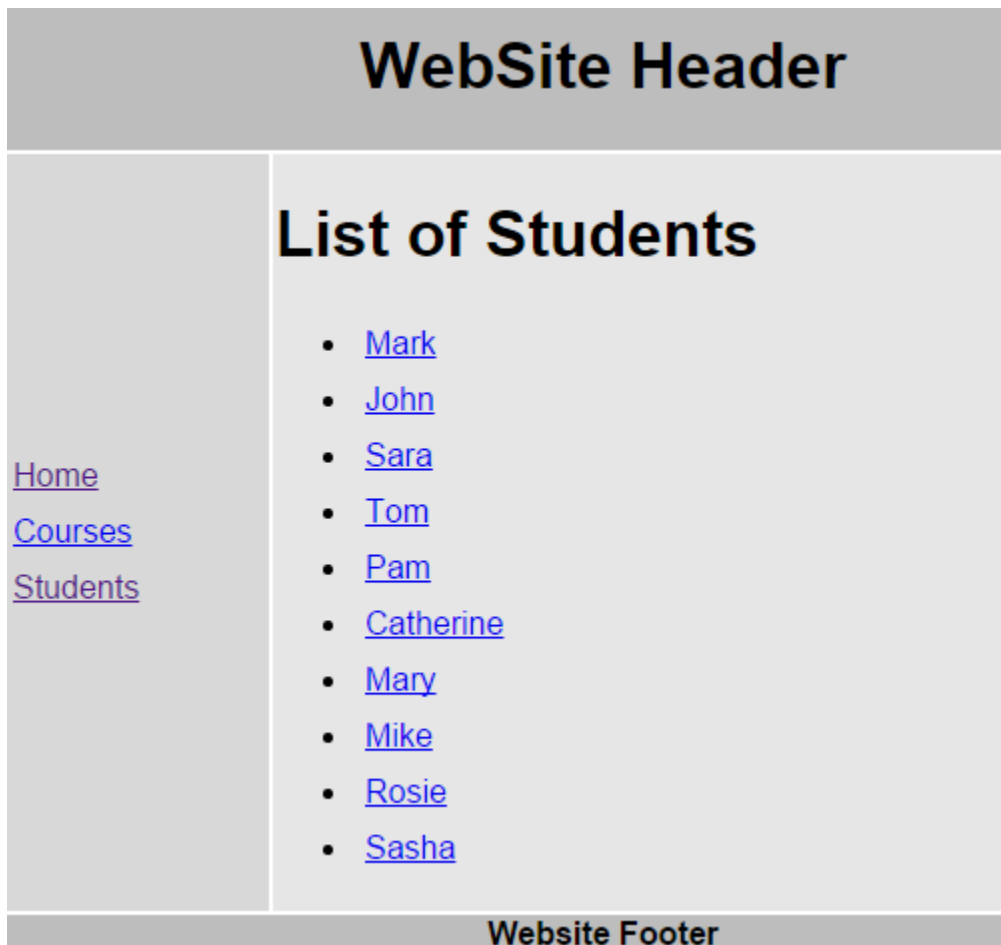 WebSite Header
Home
Courses
Students
List of Students
Mark
John
Sara
Tom
Pam
Catherine
Mary
Mike
Rosie
Sasha
Website Footer